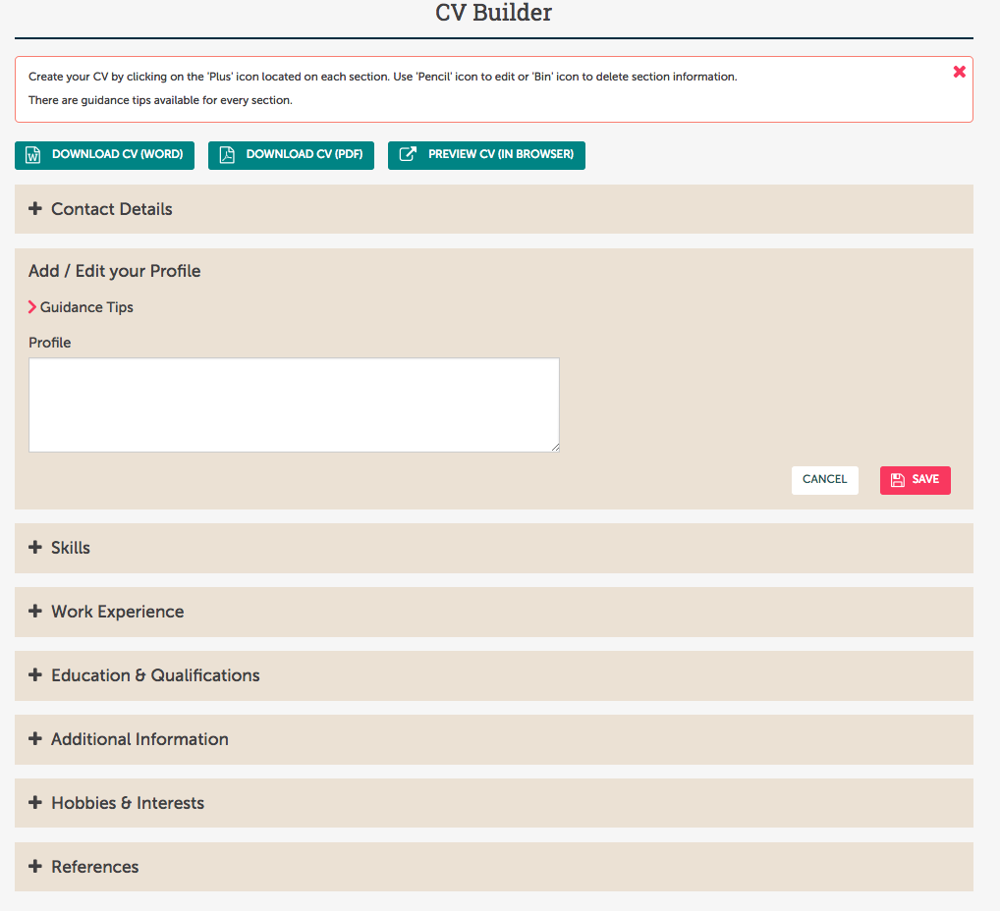 CV Builder
Create your CV by clicking on the 'Plus' icon located on each section. Use 'Pencil' icon to edit or 'Bin' icon to delete section information.
There are guidance tips available for every section.
DOWNLOAD CV (WORD) DOWNLOAD CV (PDF) PREVIEW CV (IN BROWSER)
Contact Details
Add / Edit your Profile
Guidance Tips
Profile
CANCEL SAVE
Skills
Work Experience
Education & Qualifications
Additional Information
Hobbies & Interests
References